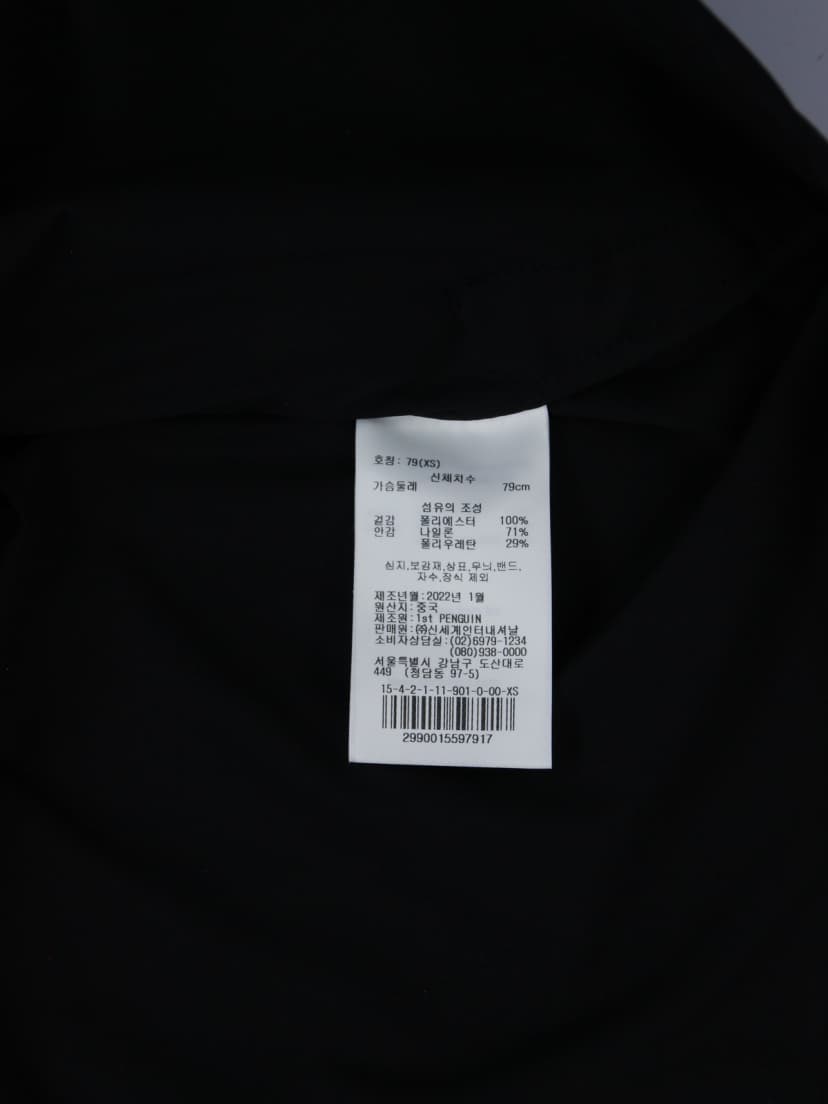 호칭: 79(XS)
신체치수
가슴둘레 79cm
섬유의 조성
겉감 폴리에스터 100%
안감 나일론 71%
폴리우레탄 29%
심지,보강재,상표,무늬,밴드,
자수,장식 제외
제조년월:2022년 1월
원산지:중국
제조원:1st PENGUIN
판매원:㈜신세계인터내셔날
소비자상담실:(02)6979-1234
(080)938-0000
서울특별시 강남구 도산대로
449 (청담동 97-5)
15-4-2-1-11-901-0-00-XS
2990015597917